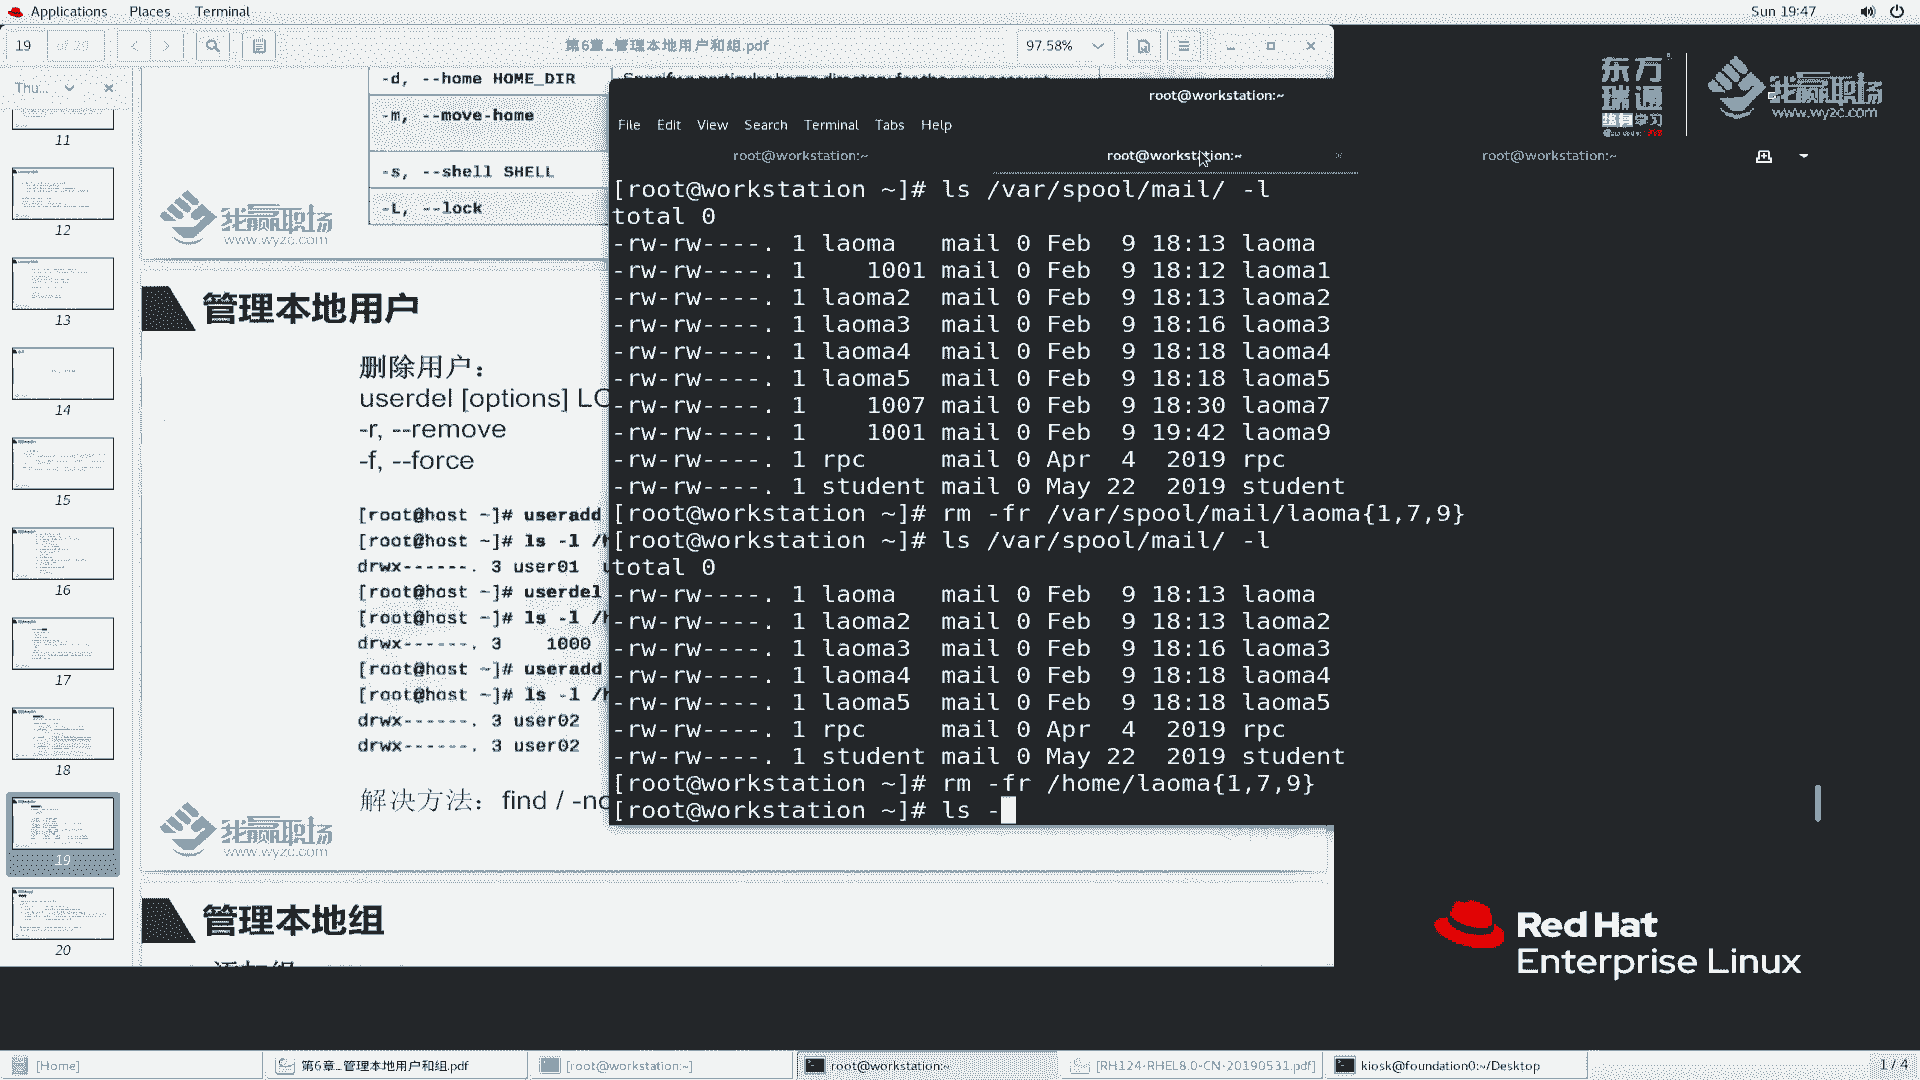 Applications Places Terminal Sun 19:47
19 of 29 第6章_管理本地用户和组.pdf 97.58%
Thu...
11
12
13
14
15
16
17
18
19
20
-d, --home HOME_DIR
-m, --move-home
-s, --shell SHELL
-L, --lock
我赢职场
www.wyzc.com
管理本地用户
删除用户：
userdel [options] LO
-r, --remove
-f, --force
[root@host ~]# useradd
[root@host ~]# ls -l /h
drwx------. 3 user01
[root@host ~]# userdel
[root@host ~]# ls -l /h
drwx------. 3 1000
[root@host ~]# useradd
[root@host ~]# ls -l /h
drwx------. 3 user02
drwx------. 3 user02
解决方法：find / -no
我赢职场
www.wyzc.com
管理本地组
root@workstation:~
File Edit View Search Terminal Tabs Help
root@workstation:~ root@workstation:~ root@workstation:~
[root@workstation ~]# ls /var/spool/mail/ -l
total 0
-rw-rw----. 1 laoma mail 0 Feb 9 18:13 laoma
-rw-rw----. 1 1001 mail 0 Feb 9 18:12 laoma1
-rw-rw----. 1 laoma2 mail 0 Feb 9 18:13 laoma2
-rw-rw----. 1 laoma3 mail 0 Feb 9 18:16 laoma3
-rw-rw----. 1 laoma4 mail 0 Feb 9 18:18 laoma4
-rw-rw----. 1 laoma5 mail 0 Feb 9 18:18 laoma5
-rw-rw----. 1 1007 mail 0 Feb 9 18:30 laoma7
-rw-rw----. 1 1001 mail 0 Feb 9 19:42 laoma9
-rw-rw----. 1 rpc mail 0 Apr 4 2019 rpc
-rw-rw----. 1 student mail 0 May 22 2019 student
[root@workstation ~]# rm -fr /var/spool/mail/laoma{1,7,9}
[root@workstation ~]# ls /var/spool/mail/ -l
total 0
-rw-rw----. 1 laoma mail 0 Feb 9 18:13 laoma
-rw-rw----. 1 laoma2 mail 0 Feb 9 18:13 laoma2
-rw-rw----. 1 laoma3 mail 0 Feb 9 18:16 laoma3
-rw-rw----. 1 laoma4 mail 0 Feb 9 18:18 laoma4
-rw-rw----. 1 laoma5 mail 0 Feb 9 18:18 laoma5
-rw-rw----. 1 rpc mail 0 Apr 4 2019 rpc
-rw-rw----. 1 student mail 0 May 22 2019 student
[root@workstation ~]# rm -fr /home/laoma{1,7,9}
[root@workstation ~]# ls -
东方
瑞通
终身学习
我赢职场
www.wyzc.com
Red Hat
Enterprise Linux
[Home] 第6章_管理本地用户和组.pdf [root@workstation:~] root@workstation:~ [RH124-RHEL8.0-CN-20190531.pdf] kiosk@foundation0:~/Desktop 1 / 4